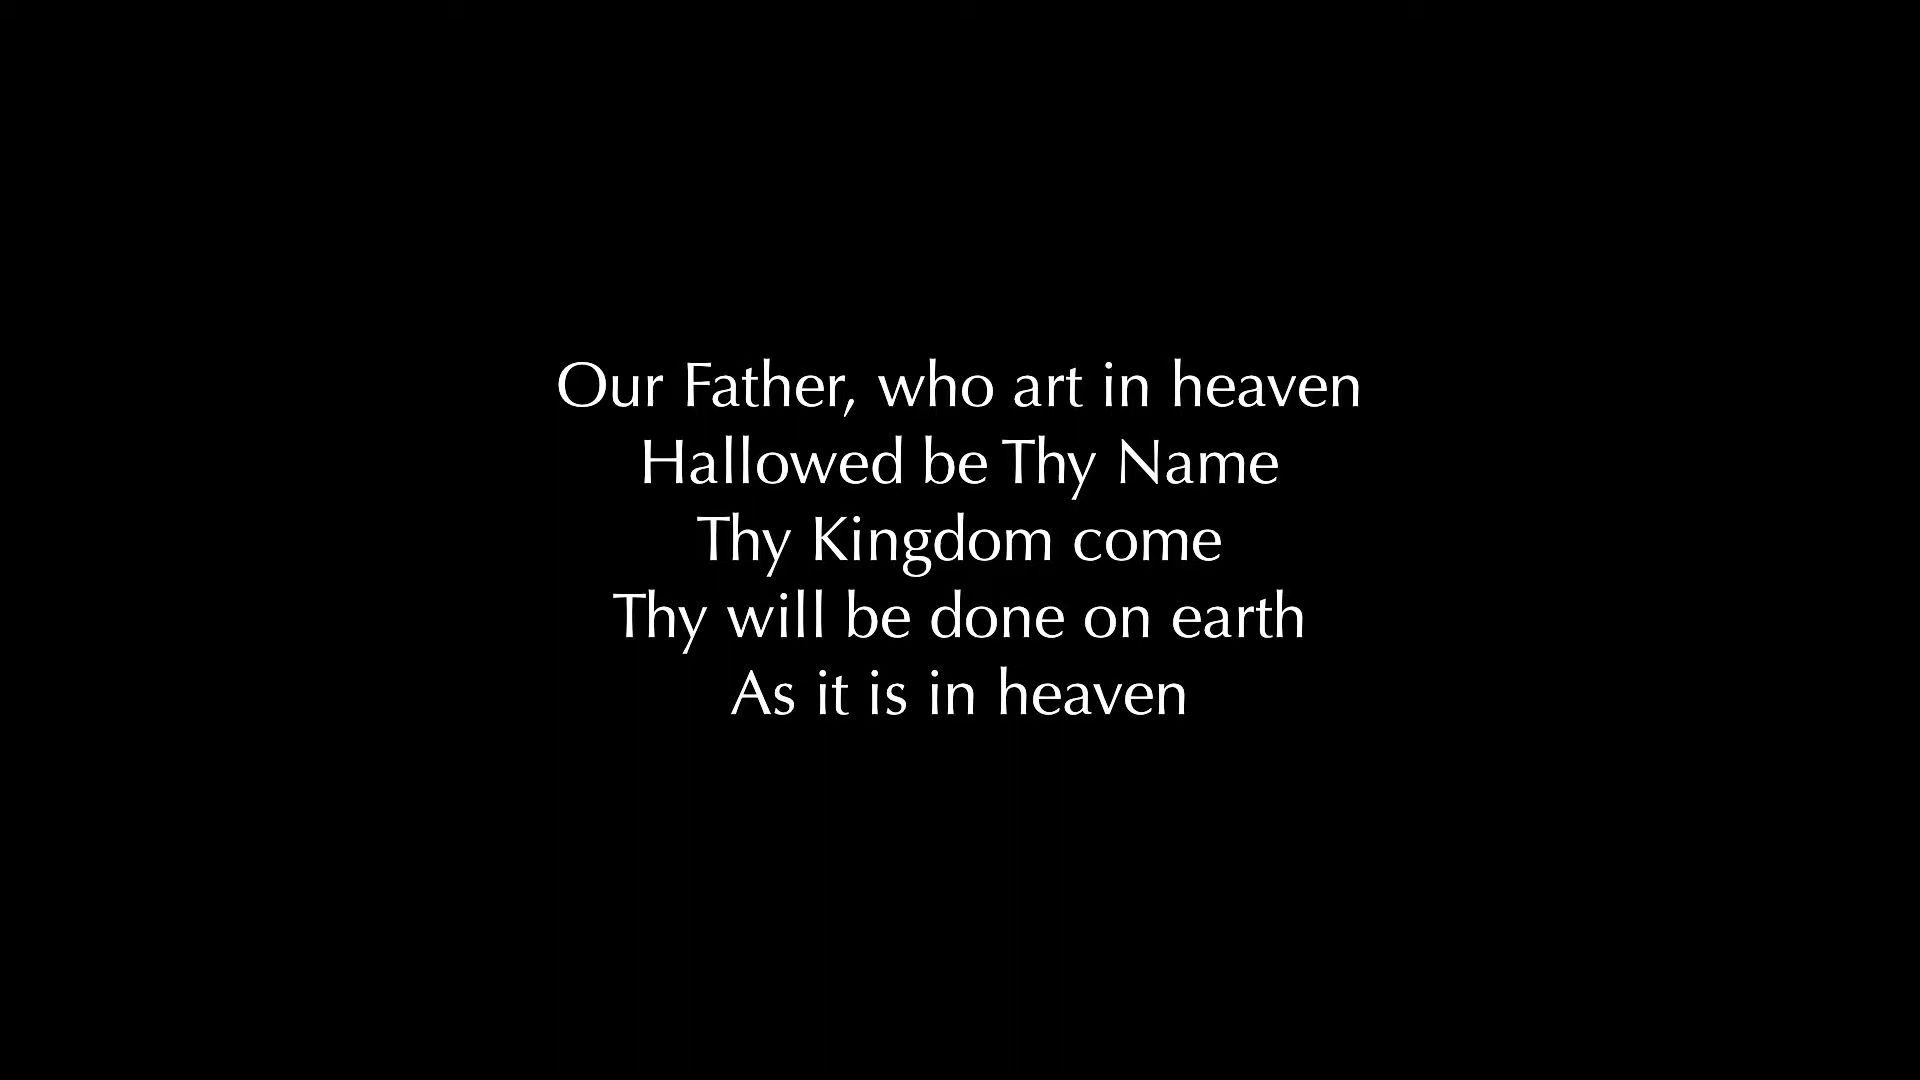 Our Father, who art in heaven
Hallowed be Thy Name
Thy Kingdom come
Thy will be done on earth
As it is in heaven